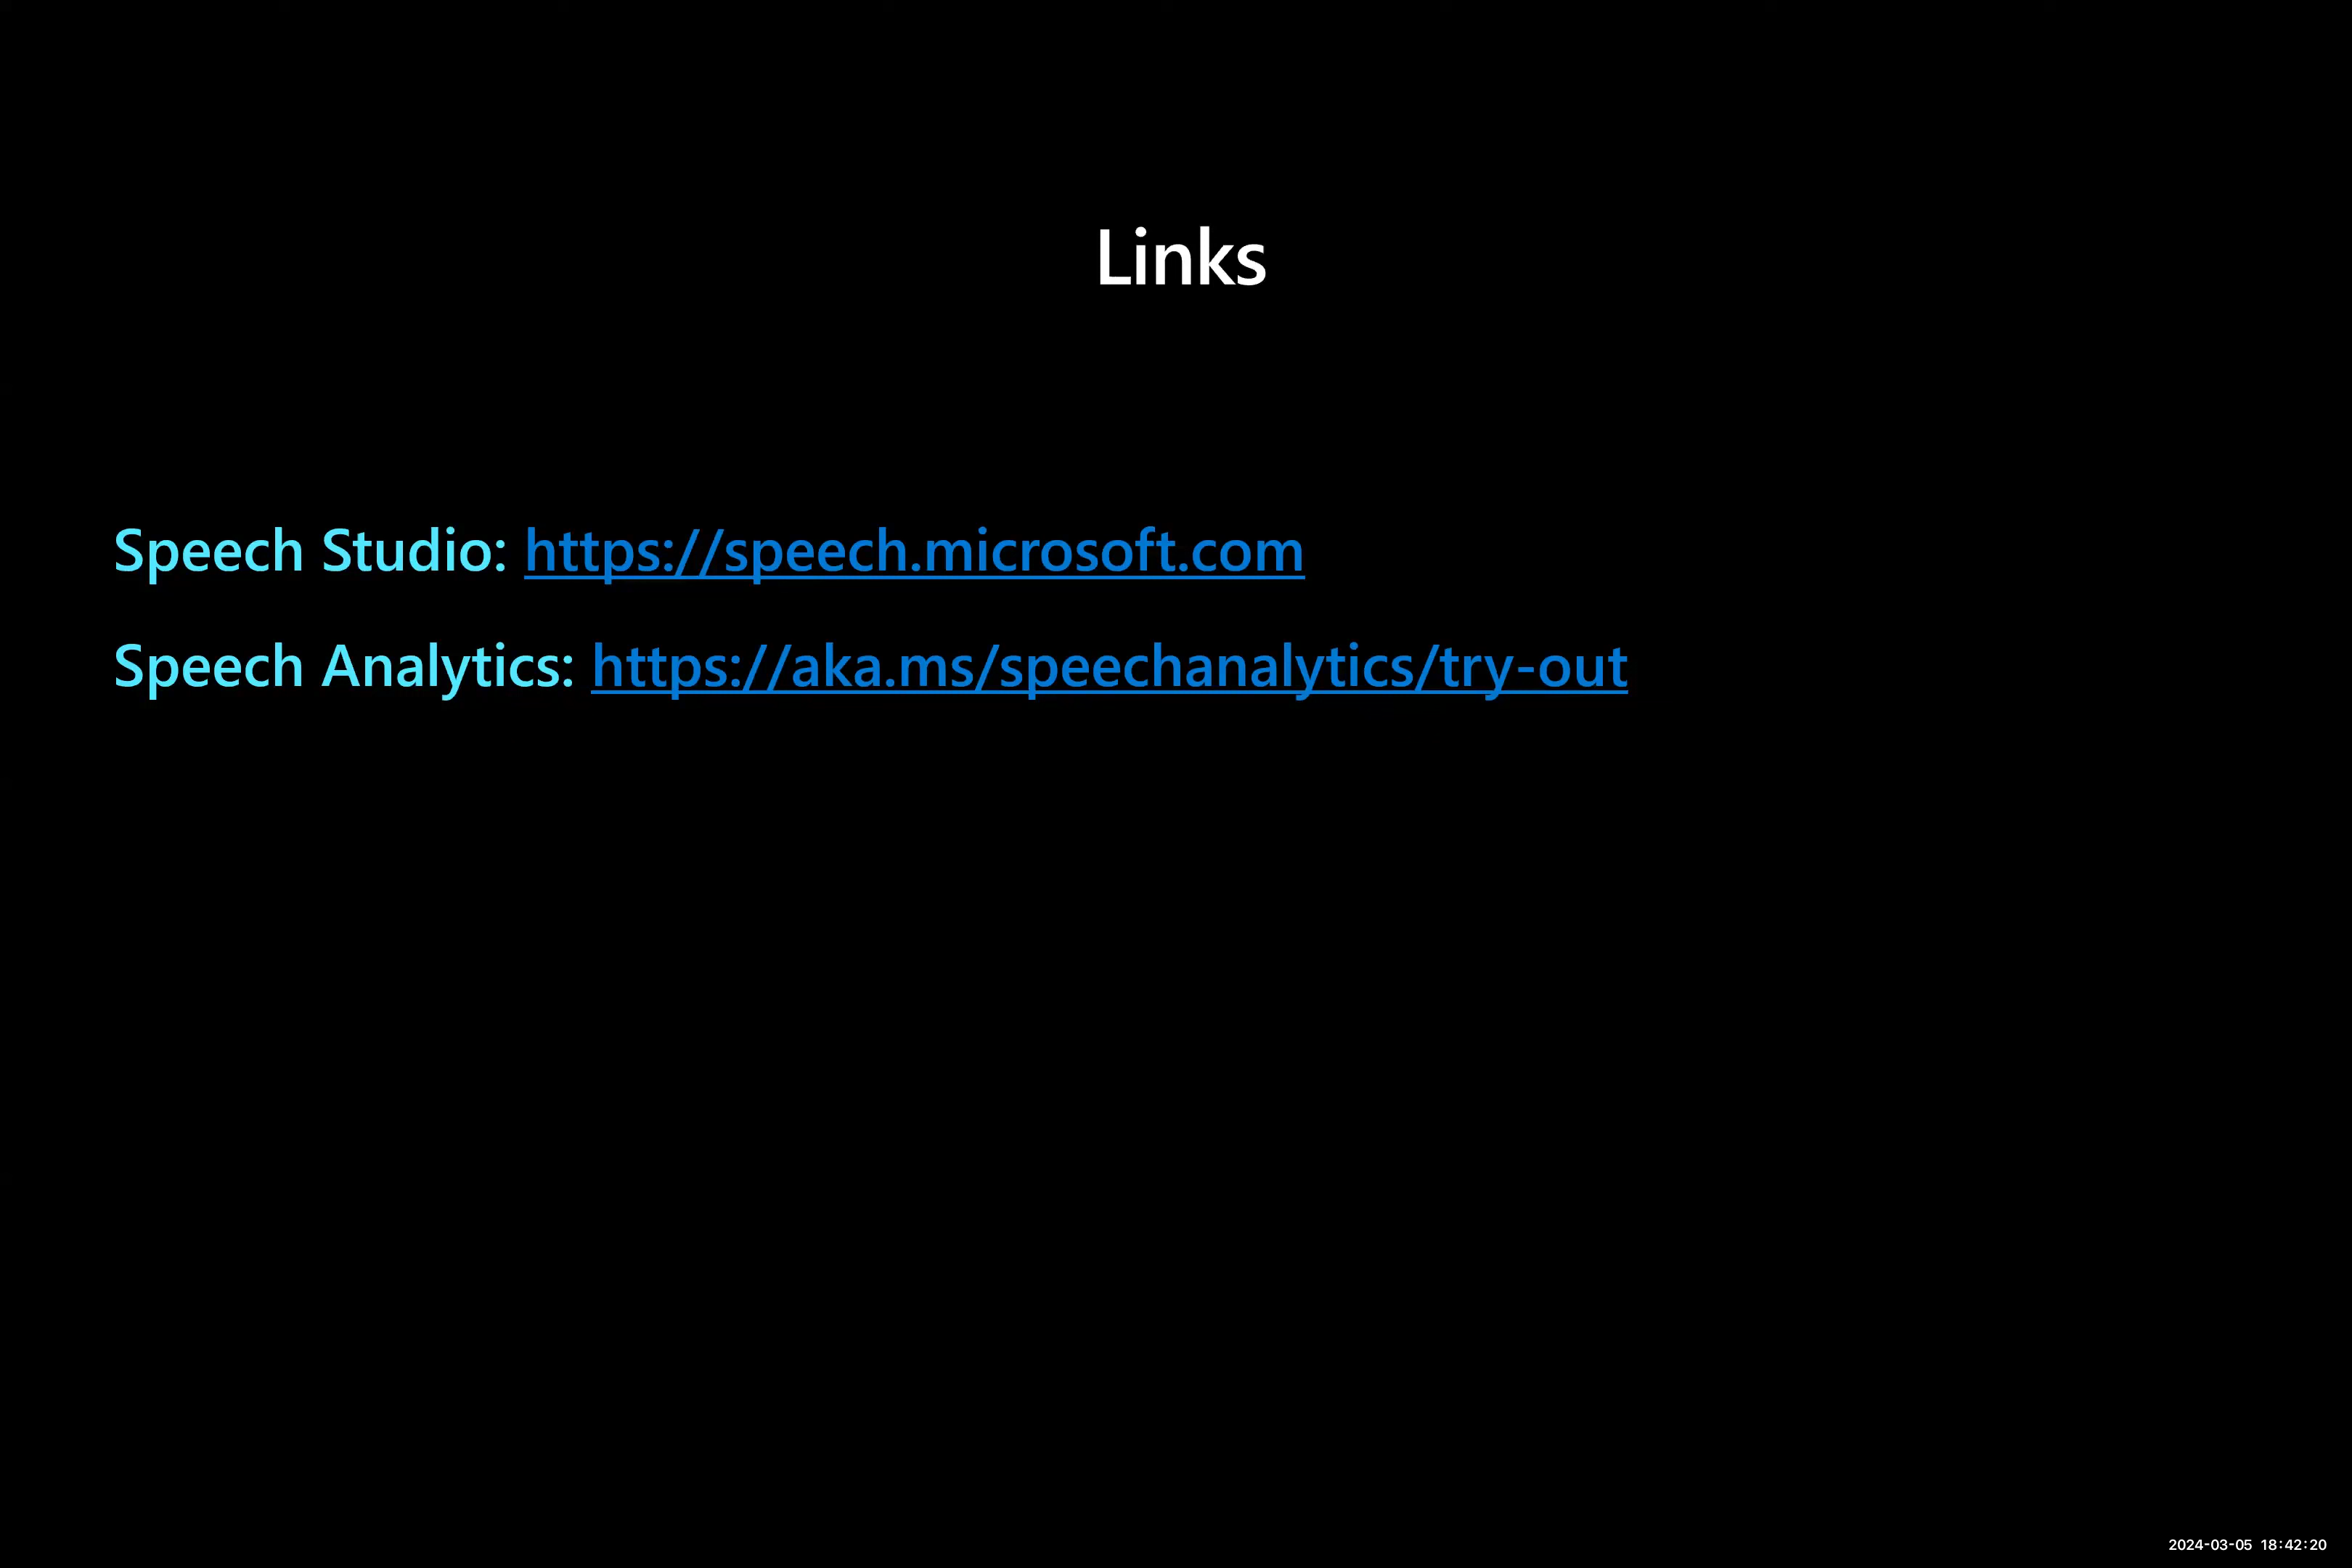 Links
Speech Studio: https://speech.microsoft.com
Speech Analytics: https://aka.ms/speechanalytics/try-out
2024-03-05 18:42:20